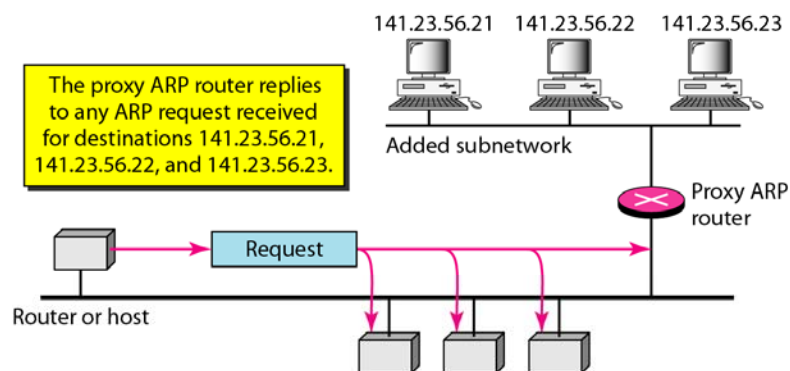 141.23.56.21 141.23.56.22 141.23.56.23
The proxy ARP router replies
to any ARP request received
for destinations 141.23.56.21,
141.23.56.22, and 141.23.56.23.
Added subnetwork
Proxy ARP
router
Request
Router or host